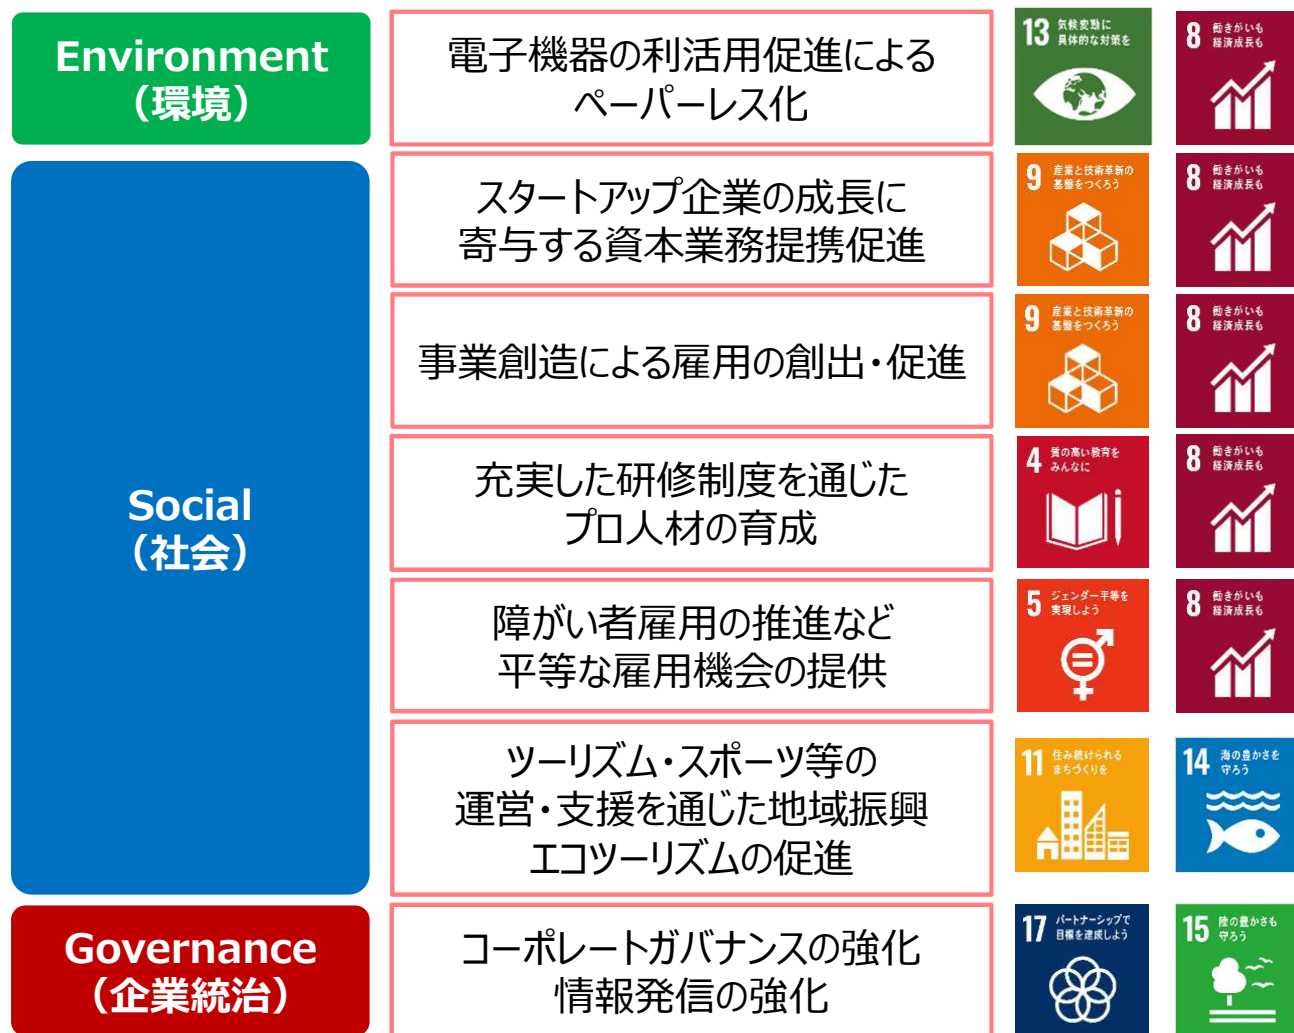 Environment
（環境）
電子機器の利活用促進による
ペーパーレス化
13 気候変動に
具体的な対策を
8 働きがいも
経済成長も
Social
（社会）
スタートアップ企業の成長に
寄与する資本業務提携促進
9 産業と技術革新の
基盤をつくろう
8 働きがいも
経済成長も
事業創造による雇用の創出・促進
9 産業と技術革新の
基盤をつくろう
8 働きがいも
経済成長も
充実した研修制度を通じた
プロ人材の育成
4 質の高い教育を
みんなに
8 働きがいも
経済成長も
障がい者雇用の推進など
平等な雇用機会の提供
5 ジェンダー平等を
実現しよう
8 働きがいも
経済成長も
ツーリズム・スポーツ等の
運営・支援を通じた地域振興
エコツーリズムの促進
11 住み続けられる
まちづくりを
14 海の豊かさを
守ろう
Governance
（企業統治）
コーポレートガバナンスの強化
情報発信の強化
17 パートナーシップで
目標を達成しよう
15 陸の豊かさも
守ろう